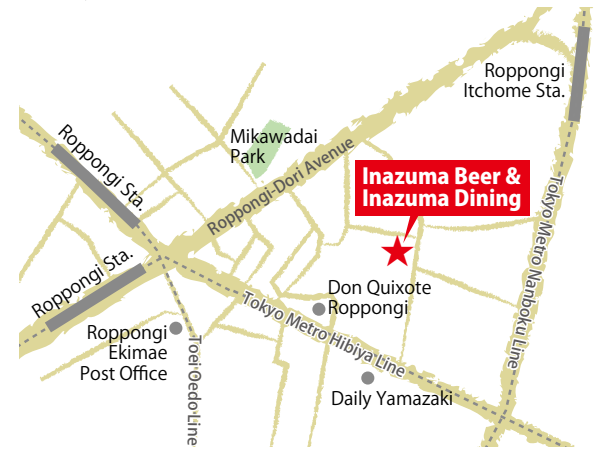 Roppongi
Itchome Sta.
Roppongi Sta.
Mikawadai
Park
Roppongi-Dori Avenue
Inazuma Beer &
Inazuma Dining
Tokyo Metro Nanboku Line
Roppongi Sta.
Don Quixote
Roppongi
Tokyo Metro Hibiya Line
Roppongi
Ekimae
Post Office
Toei Oedo Line
Daily Yamazaki